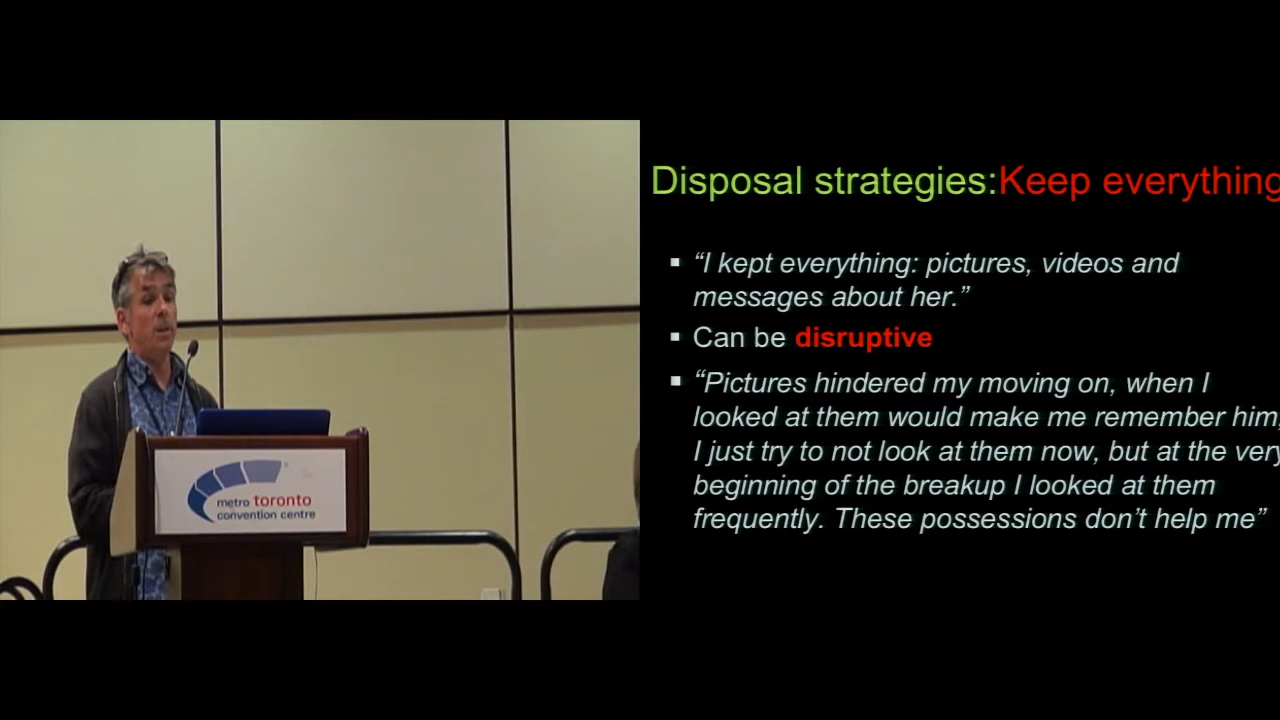 Disposal strategies:Keep everything
▪ “I kept everything: pictures, videos and
messages about her.”
▪ Can be disruptive
▪ “Pictures hindered my moving on, when I
looked at them would make me remember him,
I just try to not look at them now, but at the very
beginning of the breakup I looked at them
frequently. These possessions don’t help me”
metro toronto
convention centre